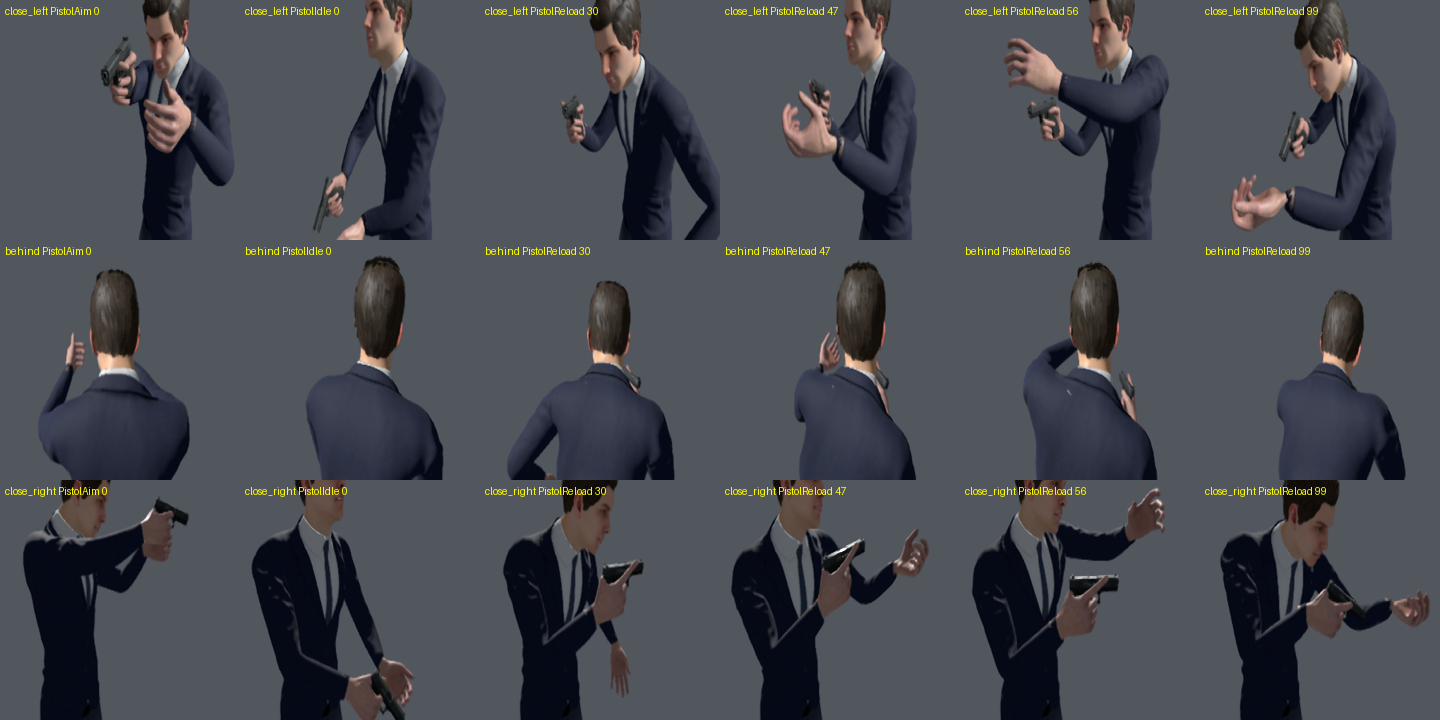 close_left PistolAim 0
close_left PistolIdle 0
close_left PistolReload 30
close_left PistolReload 47
close_left PistolReload 56
close_left PistolReload 99
behind PistolAim 0
behind PistolIdle 0
behind PistolReload 30
behind PistolReload 47
behind PistolReload 56
behind PistolReload 99
close_right PistolAim 0
close_right PistolIdle 0
close_right PistolReload 30
close_right PistolReload 47
close_right PistolReload 56
close_right PistolReload 99